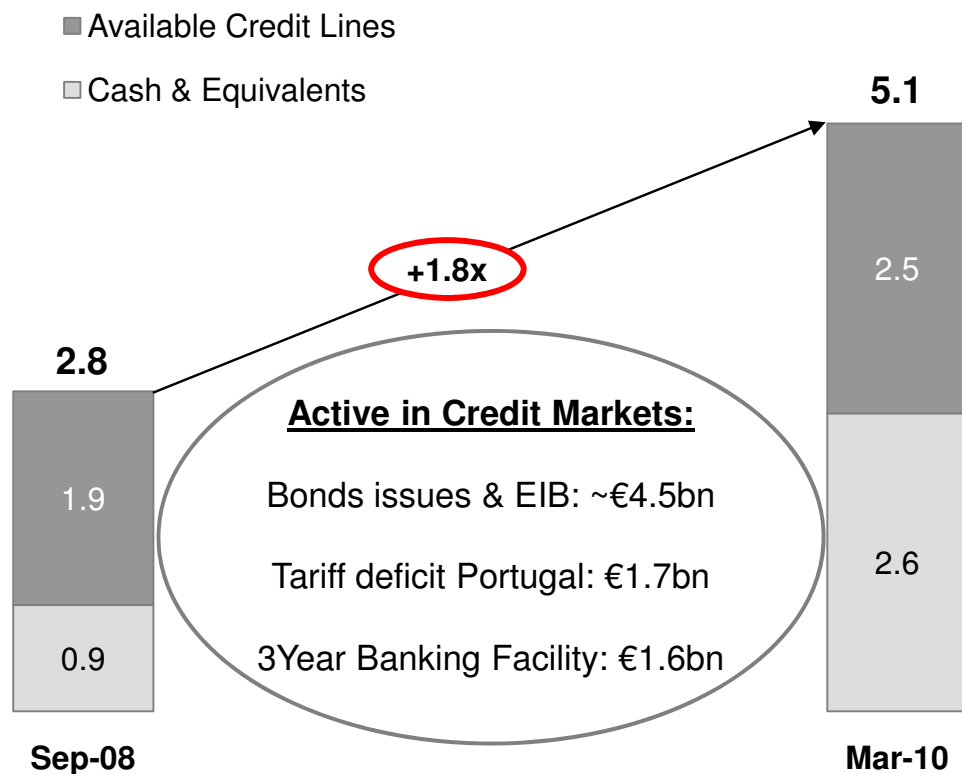 Available Credit Lines
Cash & Equivalents
5.1
2.5
+1.8x
2.8
Active in Credit Markets:
1.9
Bonds issues & EIB: ~€4.5bn
Tariff deficit Portugal: €1.7bn
2.6
0.9
3Year Banking Facility: €1.6bn
Sep-08
Mar-10